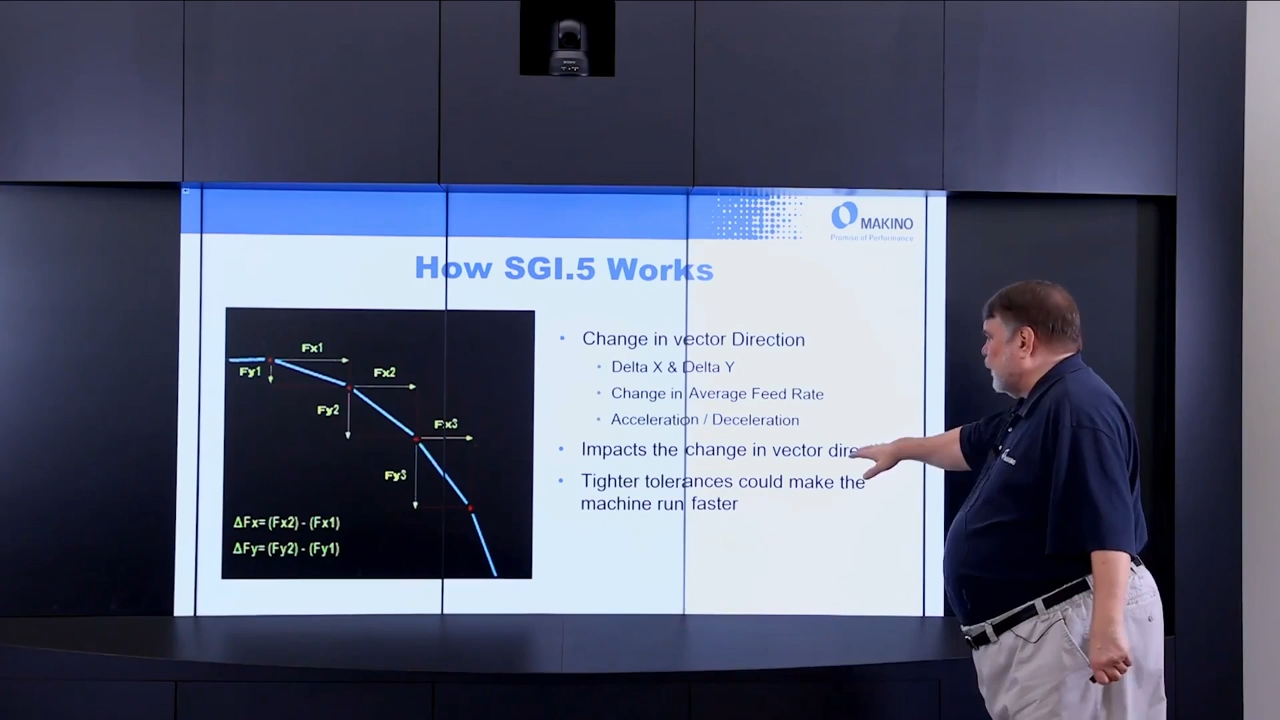 SONY
MAKINO
Promise of Performance
How SGI.5 Works
Fx1
Fy1
Fx2
Fy2
Fx3
Fy3
ΔFx= (Fx2) - (Fx1)
ΔFy= (Fy2) - (Fy1)
• Change in vector Direction
• Delta X & Delta Y
• Change in Average Feed Rate
• Acceleration / Deceleration
• Impacts the change in vector dire
• Tighter tolerances could make the
machine run faster